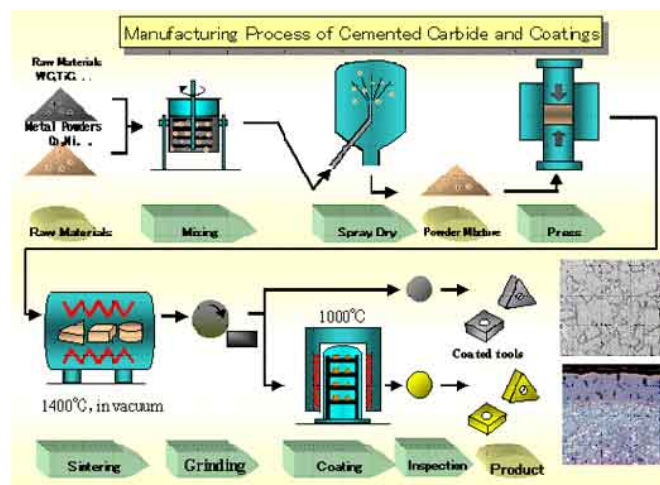 Manufacturing Process of Cemented Carbide and Coatings
Raw Materials
WC,TiC. . .
Metal Powders
Co,Ni. . .
Raw Materials
Mixing
Spray Dry
Powder Mixture
Press
1000℃
Coated tools
1400℃, in vacuum
Sintering
Grinding
Coating
Inspection
Product